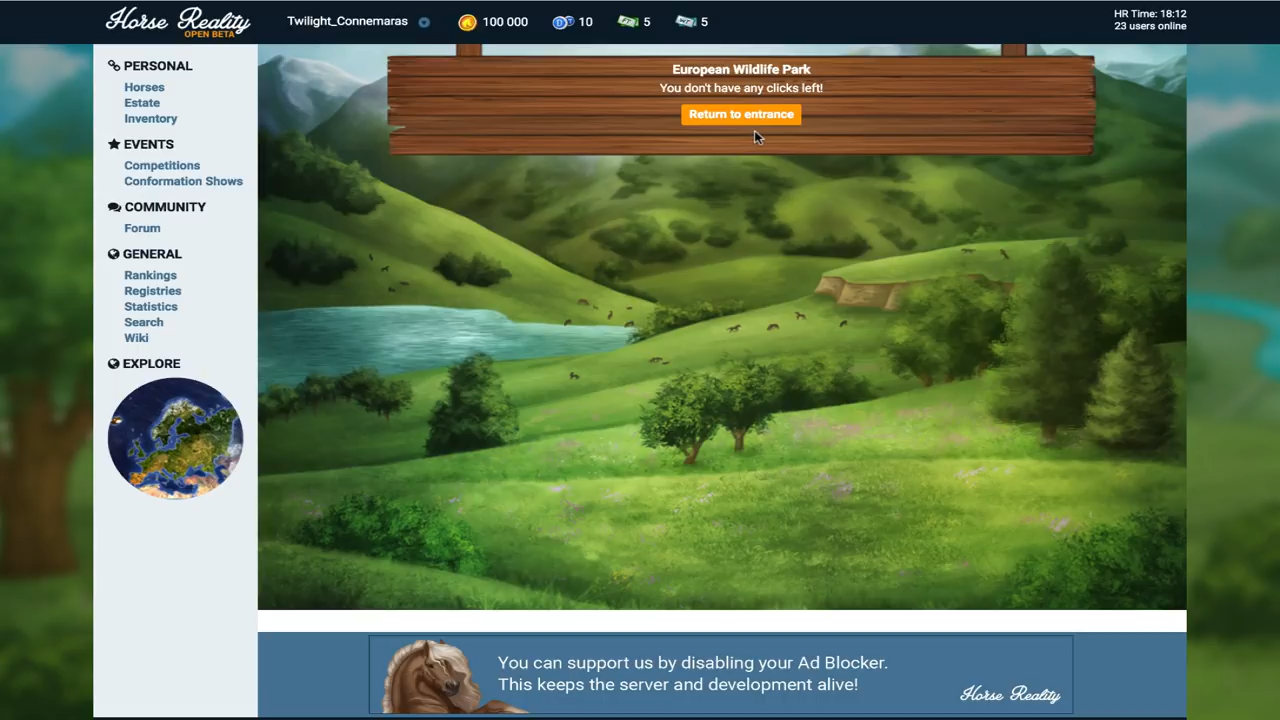 Horse Reality
OPEN BETA
Twilight_Connemaras
100 000
10
5
5
HR Time: 18:12
23 users online
PERSONAL
Horses
Estate
Inventory
EVENTS
Competitions
Conformation Shows
COMMUNITY
Forum
GENERAL
Rankings
Registries
Statistics
Search
Wiki
EXPLORE
European Wildlife Park
You don't have any clicks left!
Return to entrance
You can support us by disabling your Ad Blocker.
This keeps the server and development alive!
Horse Reality